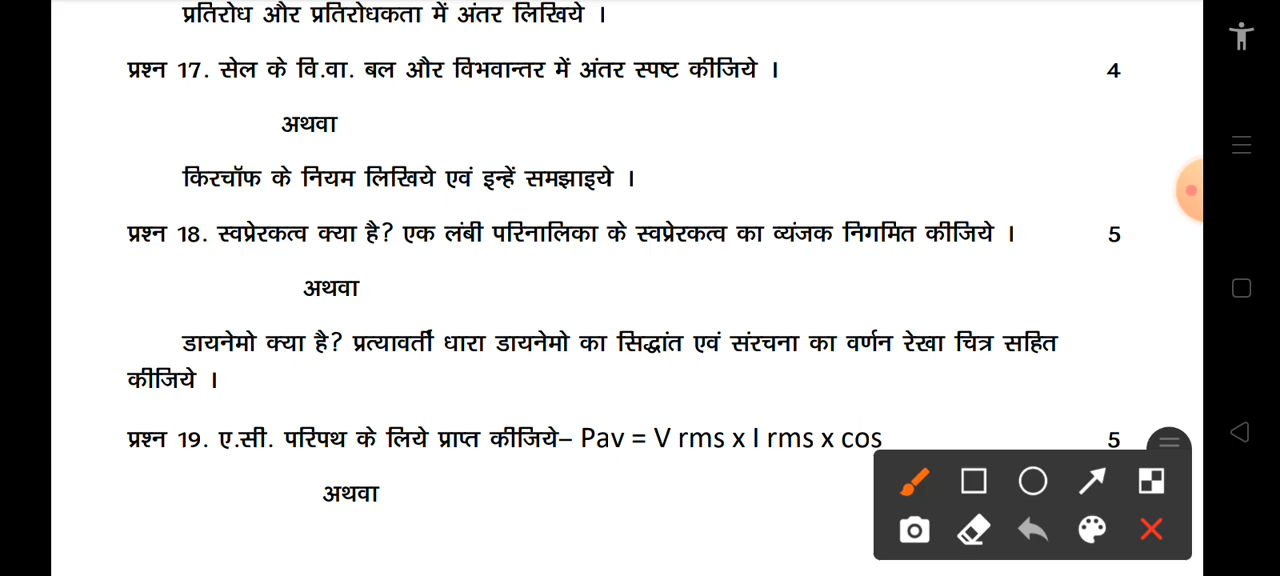 प्रतिरोध और प्रतिरोधकता में अंतर लिखिये ।
प्रश्न 17. सेल के वि.वा. बल और विभवान्तर में अंतर स्पष्ट कीजिये । 4
अथवा
किरचॉफ के नियम लिखिये एवं इन्हें समझाइये ।
प्रश्न 18. स्वप्रेरकत्व क्या है? एक लंबी परिनालिका के स्वप्रेरकत्व का व्यंजक निगमित कीजिये । 5
अथवा
डायनेमो क्या है? प्रत्यावर्ती धारा डायनेमो का सिद्धांत एवं संरचना का वर्णन रेखा चित्र सहित
कीजिये ।
प्रश्न 19. ए.सी. परिपथ के लिये प्राप्त कीजिये– Pav = V rms x I rms x cos 5
अथवा